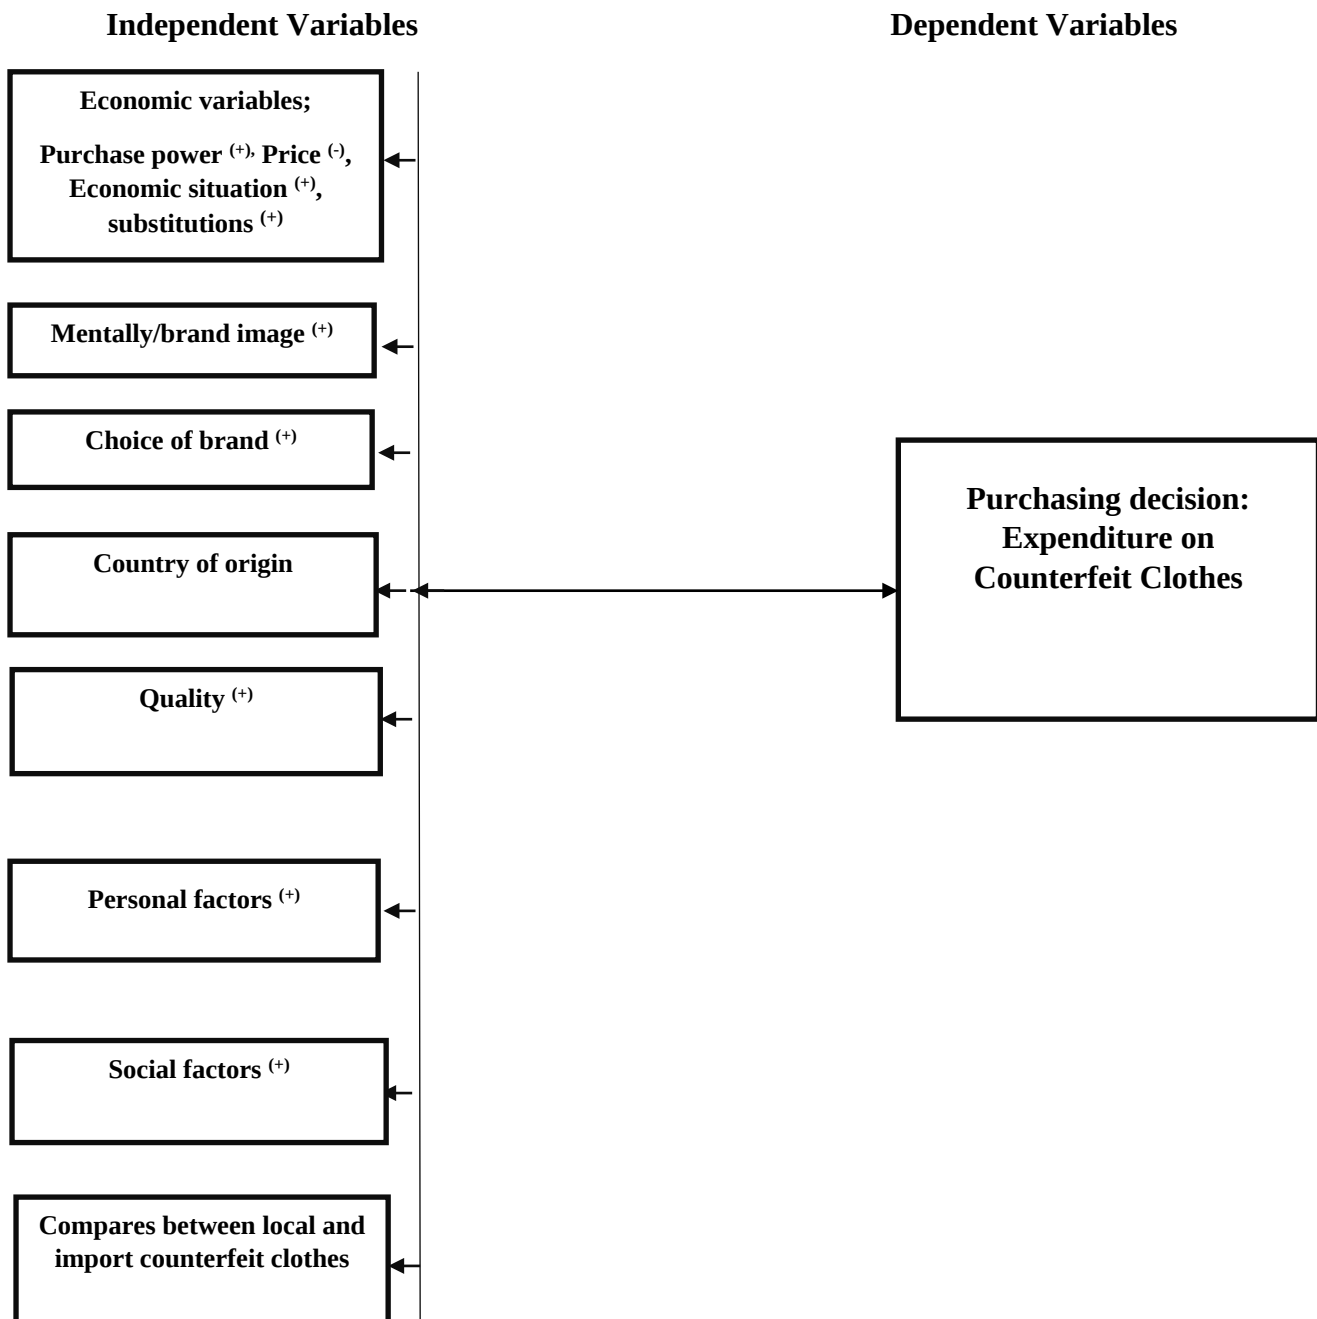 Independent Variables
Dependent Variables
Economic variables;
Purchase power (+), Price (-),
Economic situation (+),
substitutions (+)
Mentally/brand image (+)
Choice of brand (+)
Country of origin
Quality (+)
Personal factors (+)
Social factors (+)
Compares between local and
import counterfeit clothes
Purchasing decision:
Expenditure on
Counterfeit Clothes